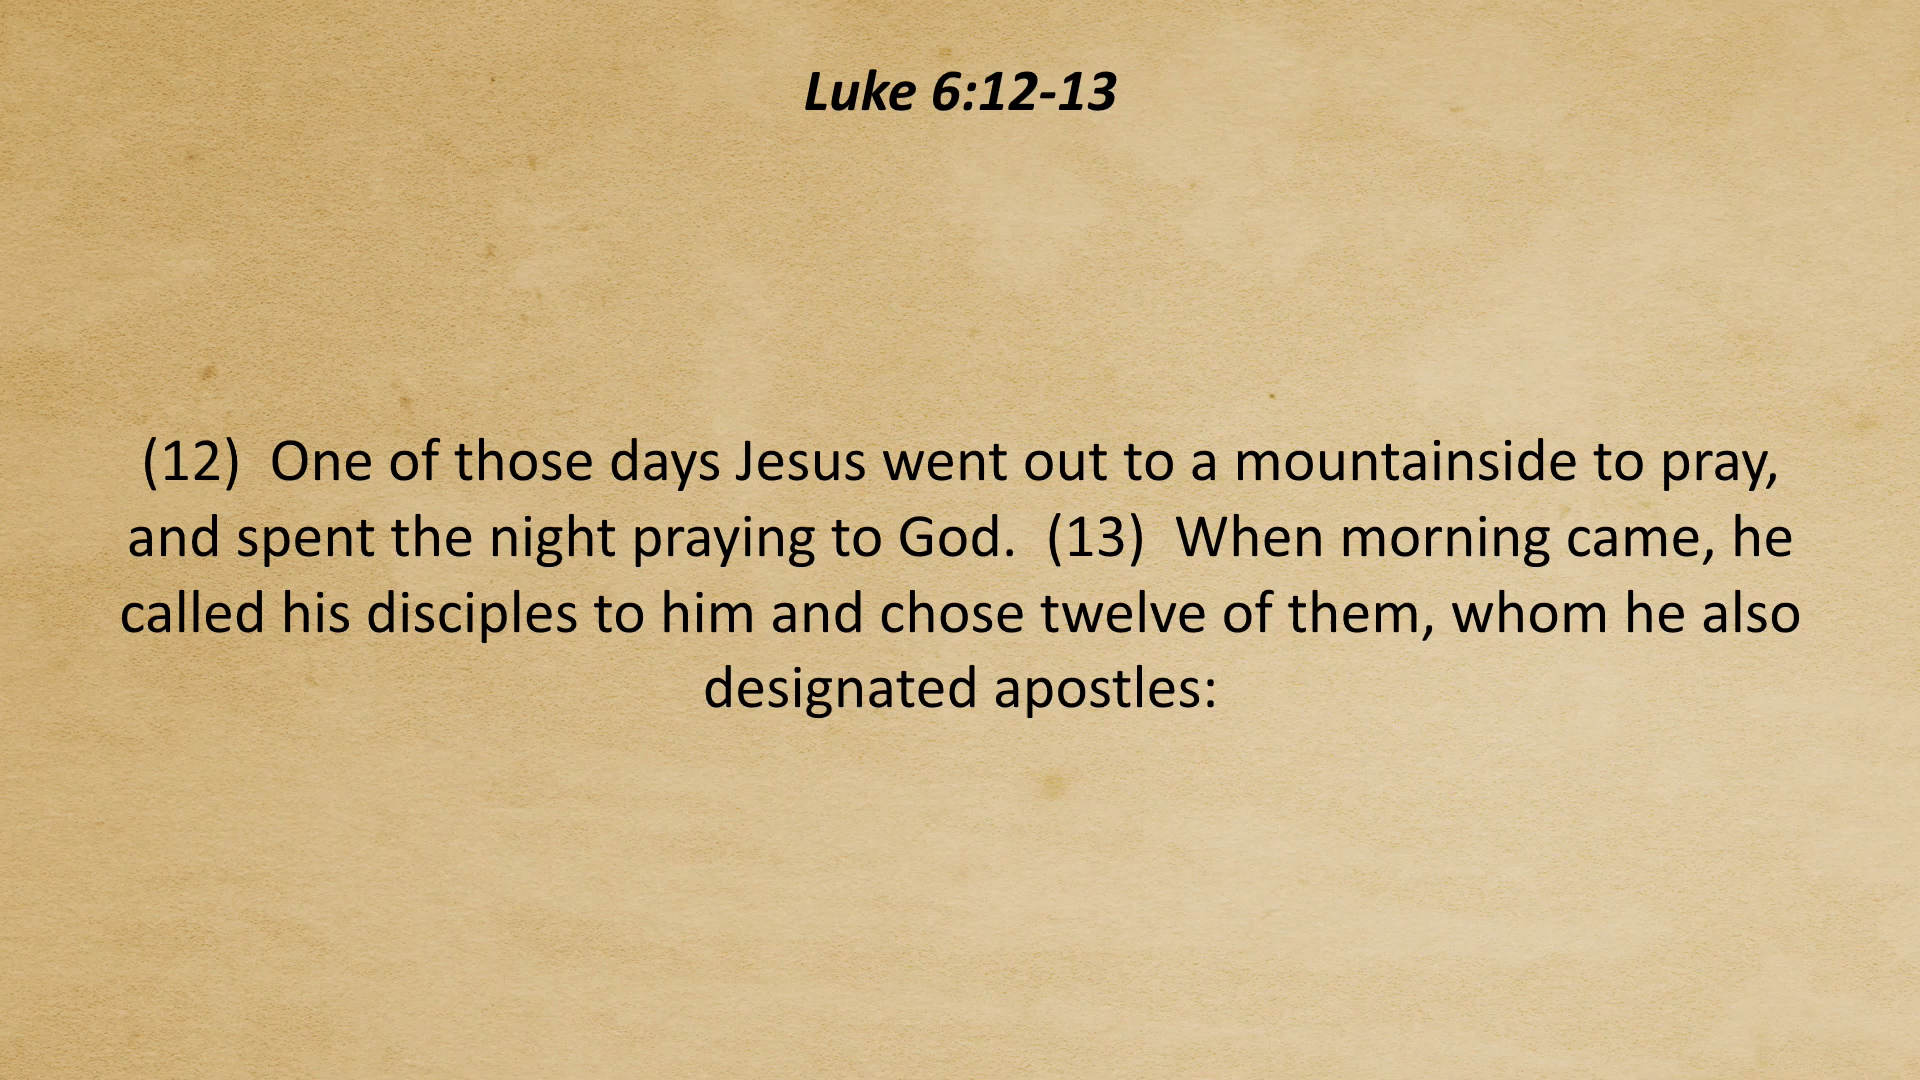 Luke 6:12-13
(12)  One of those days Jesus went out to a mountainside to pray,
and spent the night praying to God.  (13)  When morning came, he
called his disciples to him and chose twelve of them, whom he also
designated apostles: